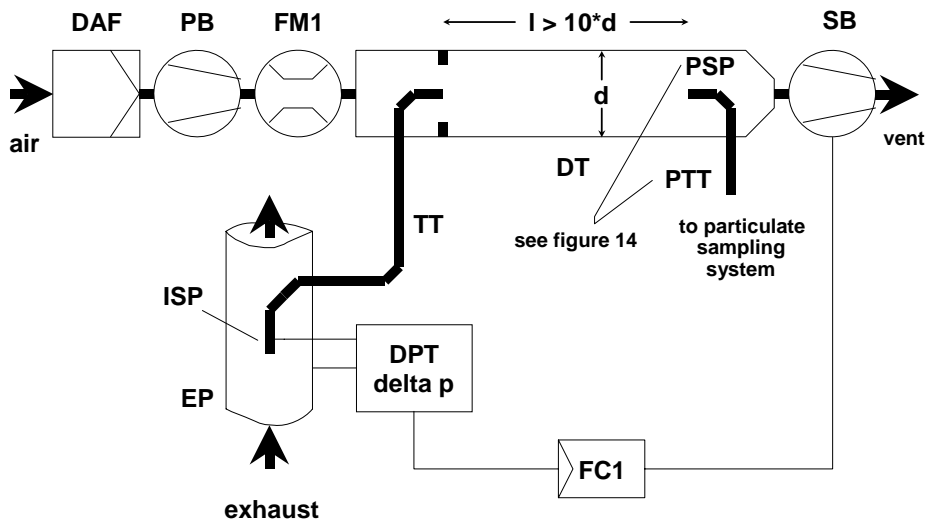 DAF
PB
FM1
l > 10*d
SB
air
d
PSP
vent
DT
PTT
TT
see figure 14
to particulate
sampling
system
ISP
DPT
delta p
EP
FC1
exhaust